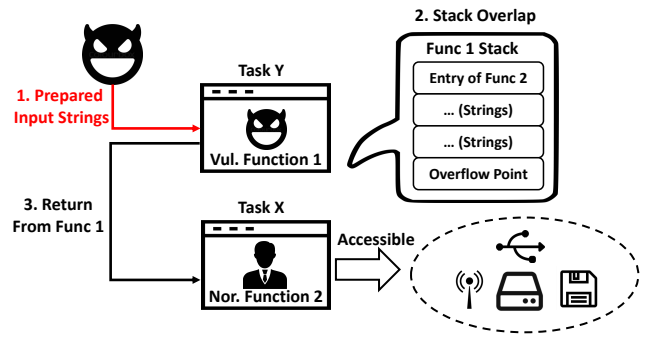 2. Stack Overlap
Func 1 Stack
Entry of Func 2
... (Strings)
... (Strings)
Overflow Point
1. Prepared
Input Strings
Task Y
Vul. Function 1
3. Return
From Func 1
Task X
Nor. Function 2
Accessible